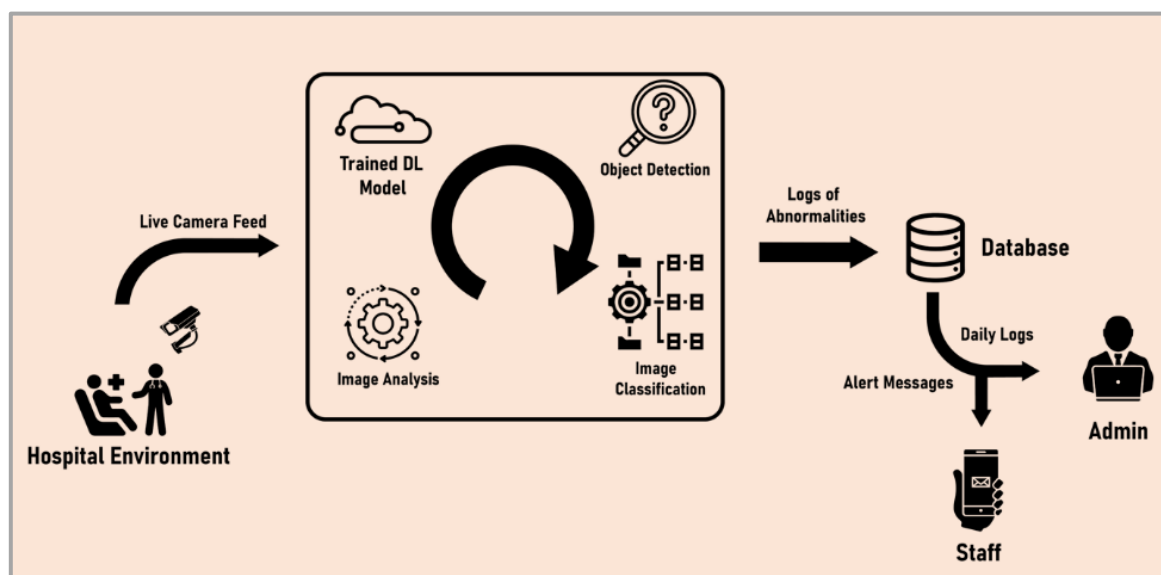 Live Camera Feed
Hospital Environment
Trained DL
Model
Object Detection
Image Analysis
Image
Classification
Logs of
Abnormalities
Database
Daily Logs
Alert Messages
Admin
Staff